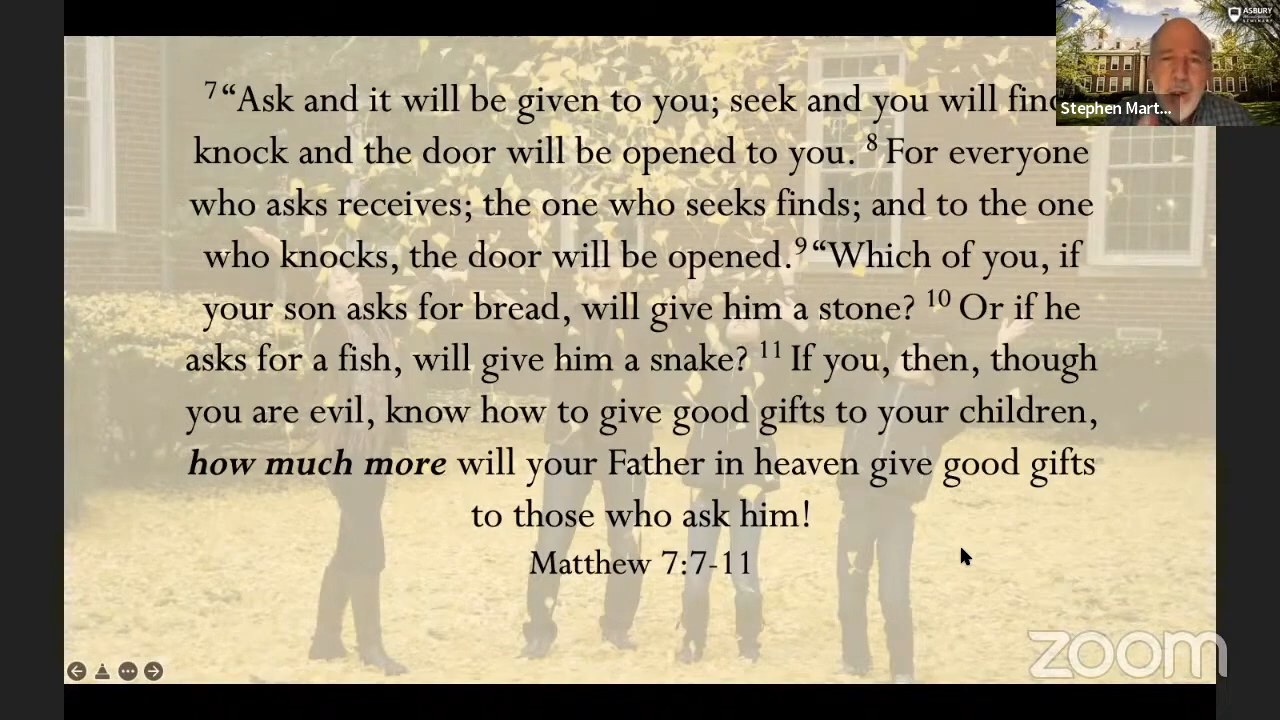 ASBURY
SEMINARY
Stephen Mart...
7 “Ask and it will be given to you; seek and you will find
knock and the door will be opened to you. 8 For everyone
who asks receives; the one who seeks finds; and to the one
who knocks, the door will be opened.9 “Which of you, if
your son asks for bread, will give him a stone? 10 Or if he
asks for a fish, will give him a snake? 11 If you, then, though
you are evil, know how to give good gifts to your children,
how much more will your Father in heaven give good gifts
to those who ask him!
Matthew 7:7-11
zoom